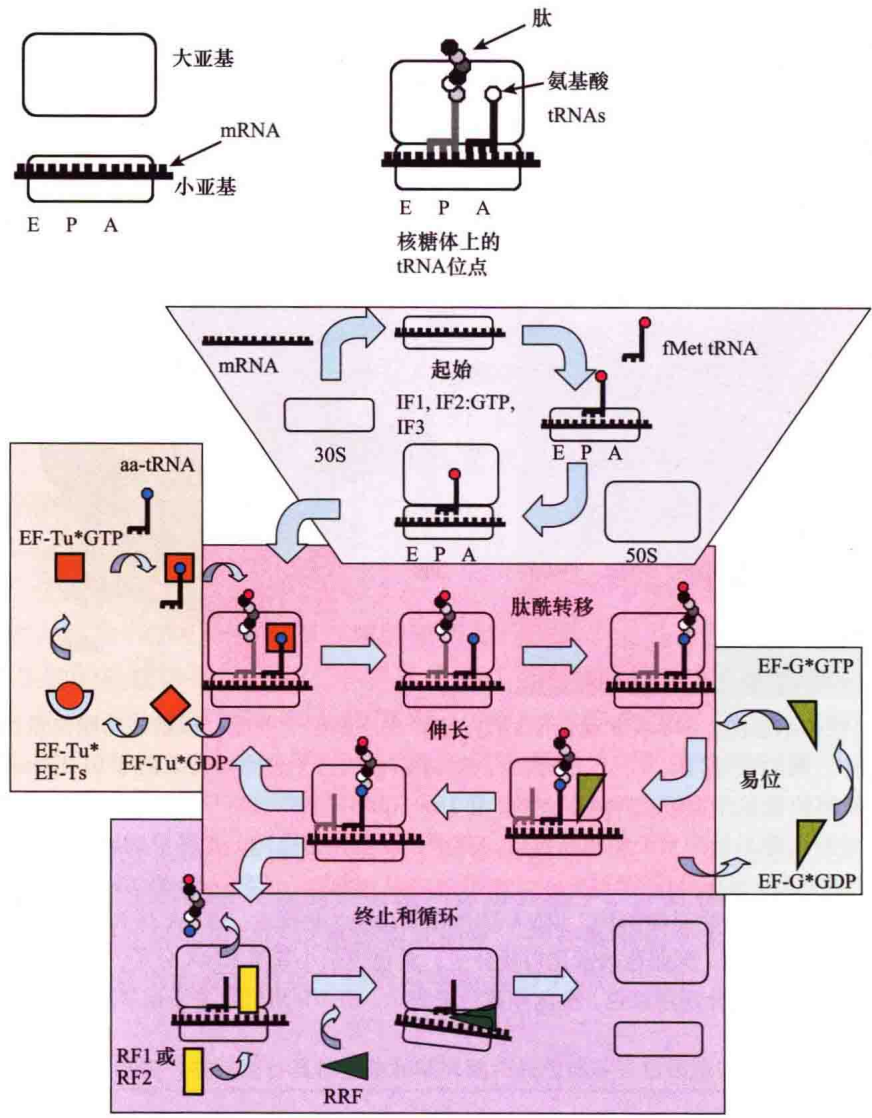 大亚基
mRNA
小亚基
E P A
肽
氨基酸
tRNAs
E P A
核糖体上的
tRNA位点
mRNA
起始
fMet tRNA
30S
IF1, IF2:GTP,
IF3
E P A
E P A
50S
aa-tRNA
EF-Tu*GTP
EF-Tu*
EF-Ts
EF-Tu*GDP
肽酰转移
伸长
EF-G*GTP
易位
EF-G*GDP
终止和循环
RF1 或
RF2
RRF